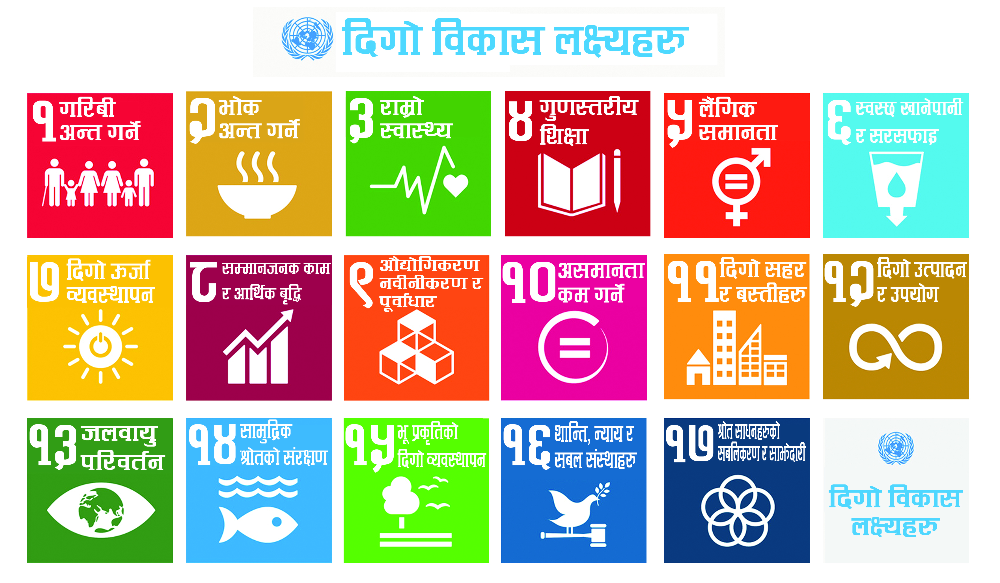 दिगो विकास लक्ष्यहरु
१ गरिबी
अन्त गर्ने
२ भोक
अन्त गर्ने
३ राम्रो
स्वास्थ्य
४ गुणस्तरीय
शिक्षा
५ लैंगिक
समानता
६ स्वस्छ खानेपानी
र सरसफाइ
७ दिगो ऊर्जा
व्यवस्थापन
८ सम्मानजनक काम
र आर्थिक बृद्धि
९ औद्योगिकरण
नवीनीकरण र
पूर्वाधार
१० असमानता
कम गर्ने
११ दिगो सहर
र बस्तीहरु
१२ दिगो उत्पादन
र उपयोग
१३ जलवायु
परिवर्तन
१४ सामुद्रिक
श्रोतको संरक्षण
१५ भू प्रकृतिको
दिगो व्यवस्थापन
१६ शान्ति, न्याय र
सबल संस्थाहरु
१७ श्रोत साधनहरुको
सबलिकरण र साझेदारी
दिगो विकास
लक्ष्यहरु